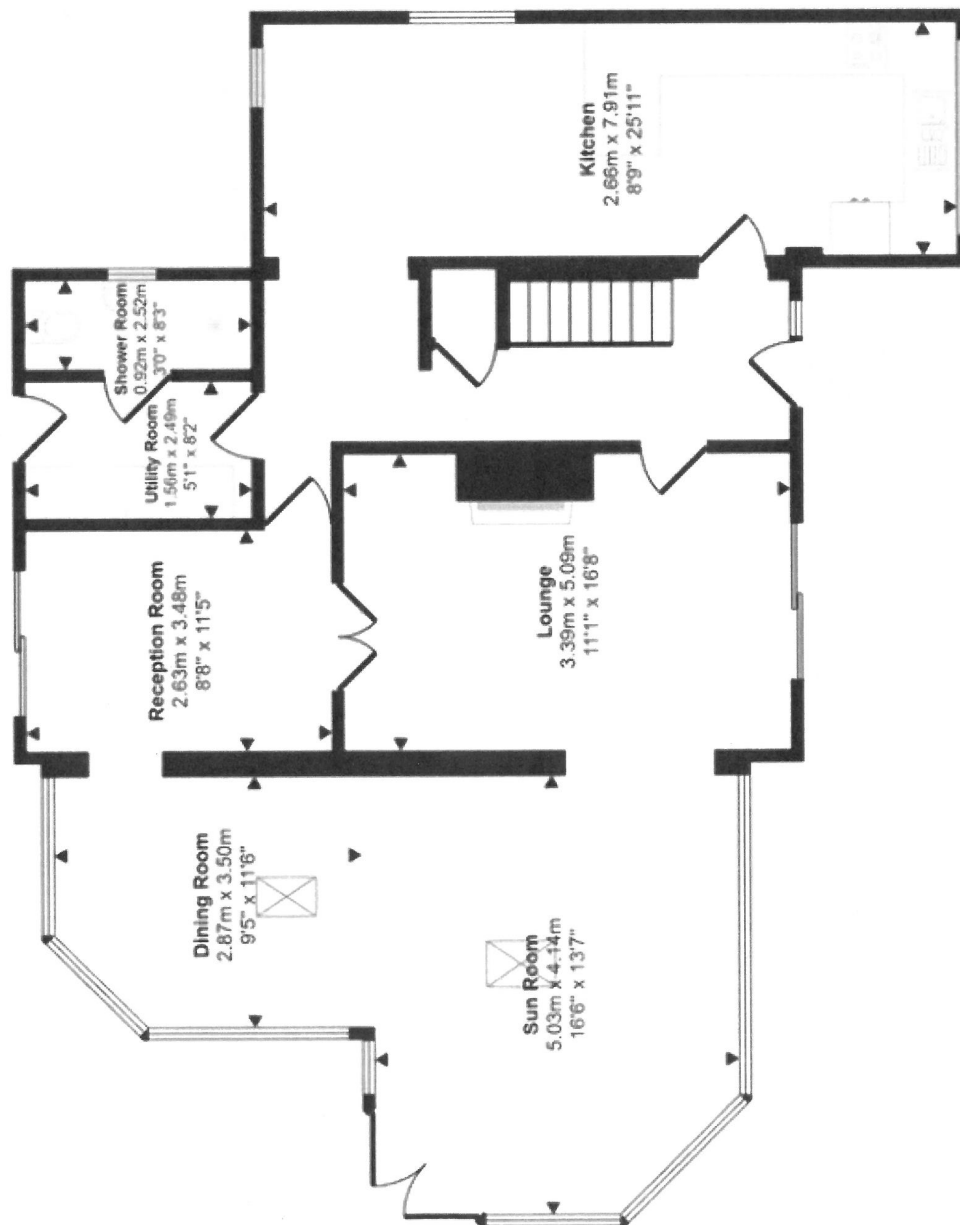 Kitchen
2.66m x 7.91m
8'9" x 25'11"
Shower Room
0.92m x 2.52m
3'0" x 8'3"
Utility Room
1.56m x 2.49m
5'1" x 8'2"
Reception Room
2.63m x 3.48m
8'8" x 11'5"
Lounge
3.39m x 5.09m
11'1" x 16'8"
Dining Room
2.87m x 3.50m
9'5" x 11'6"
Sun Room
5.03m x 4.14m
16'6" x 13'7"